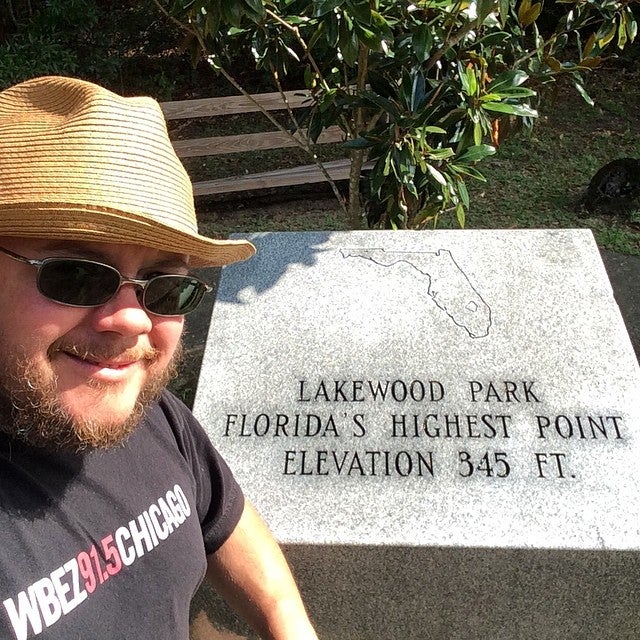 LAKEWOOD PARK
FLORIDA'S HIGHEST POINT
ELEVATION 345 FT.
WBEZ91.5CHICAGO